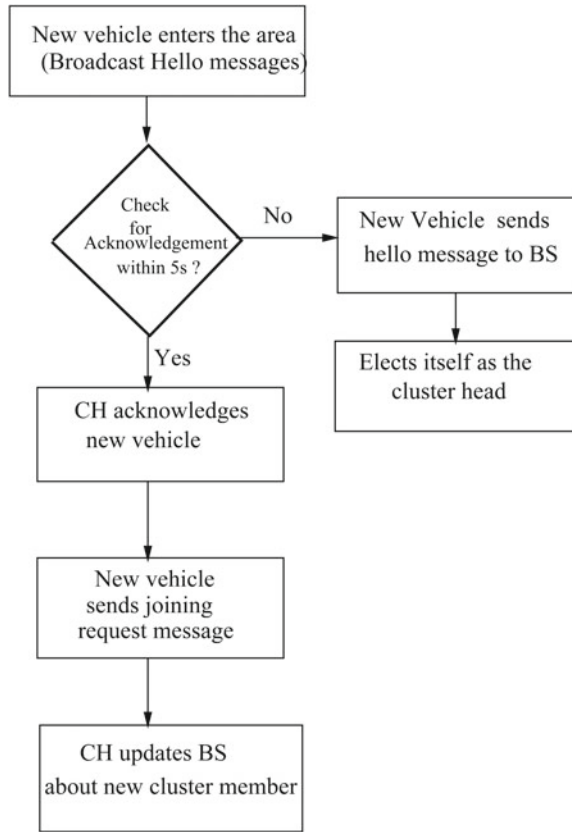 New vehicle enters the area
(Broadcast Hello messages)
Check
for
Acknowledgement
within 5s ?
No
New Vehicle sends
hello message to BS
Elects itself as the
cluster head
Yes
CH acknowledges
new vehicle
New vehicle
sends joining
request message
CH updates BS
about new cluster member